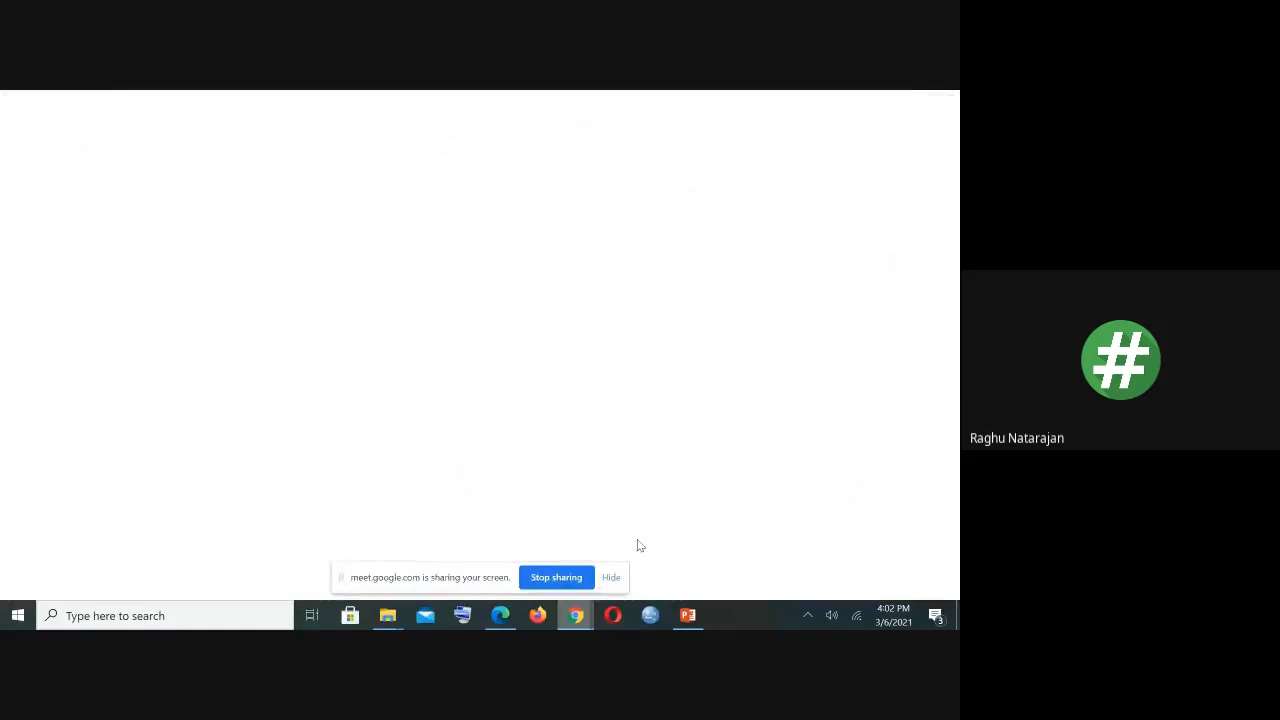 meet.google.com is sharing your screen.
Stop sharing
Hide
Type here to search
4:02 PM
3/6/2021
3
#
Raghu Natarajan